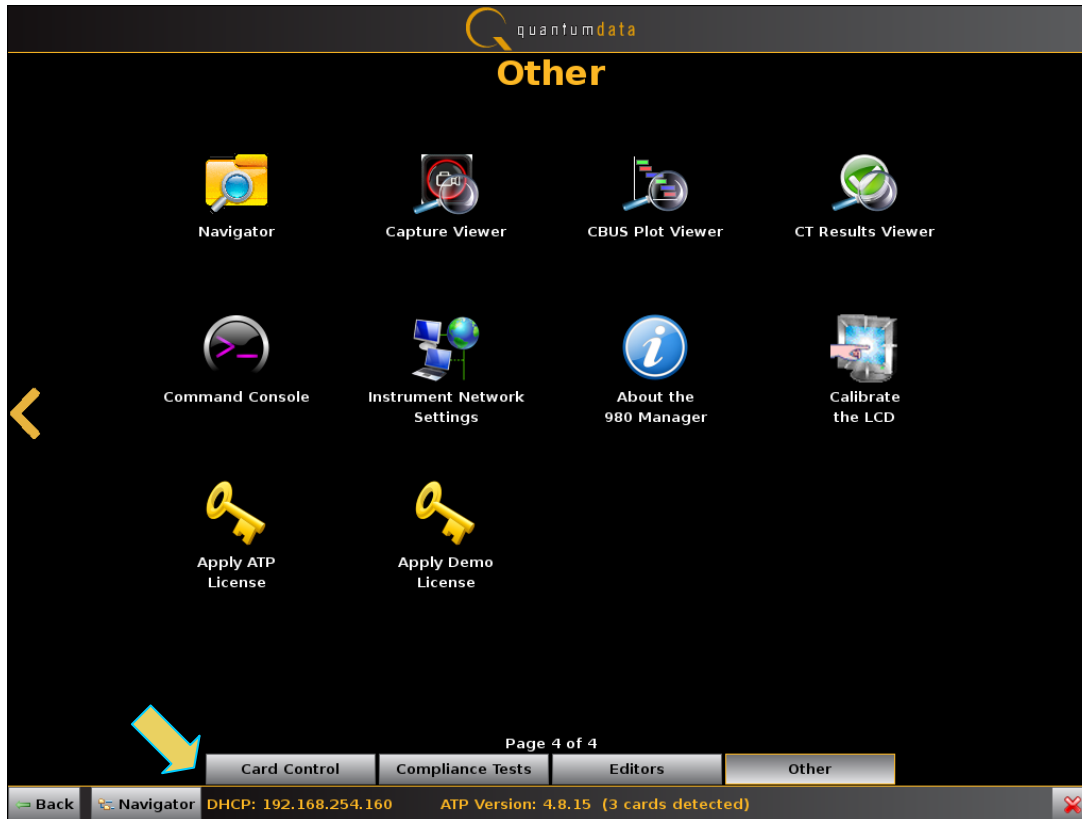 quantumdata
Other
Navigator
Capture Viewer
CBUS Plot Viewer
CT Results Viewer
>_
Command Console
Instrument Network
Settings
i
About the
980 Manager
Calibrate
the LCD
Apply ATP
License
Apply Demo
License
Page 4 of 4
Card Control
Compliance Tests
Editors
Other
Back
Navigator
DHCP: 192.168.254.160
ATP Version: 4.8.15 (3 cards detected)